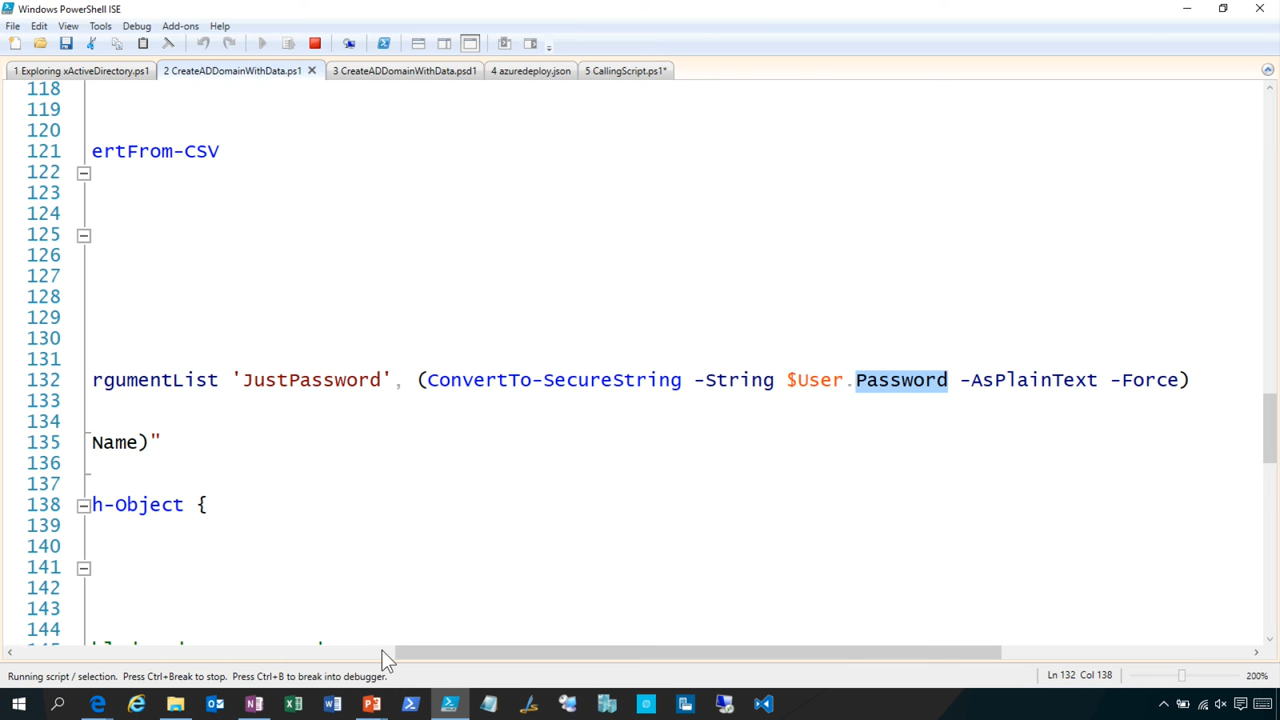 Windows PowerShell ISE
File Edit View Tools Debug Add-ons Help
1 Exploring xActiveDirectory.ps1 2 CreateADDomainWithData.ps1 3 CreateADDomainWithData.psd1 4 azuredeploy.json 5 CallingScript.ps1*
118
119
120
121 ertFrom-CSV
122
123
124
125
126
127
128
129
130
131
132 rgumentList 'JustPassword', (ConvertTo-SecureString -String $User.Password -AsPlainText -Force)
133
134
135 Name)"
136
137
138 h-Object {
139
140
141
142
143
144
Running script / selection. Press Ctrl+Break to stop. Press Ctrl+B to break into debugger. Ln 132 Col 138 200%